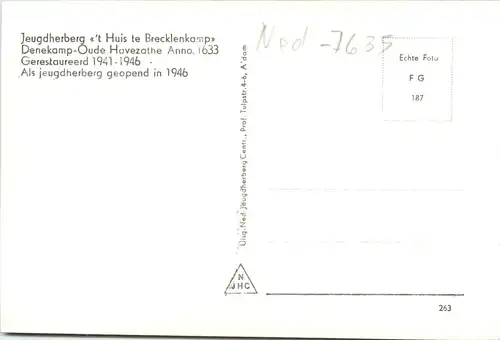 Jeugdherberg «'t Huis te Brecklenkamp»
Denekamp-Oude Havezathe Anno. 1633
Gerestaureerd 1941-1946 .
Als jeugdherberg geopend in 1946
Ned-7635
Echte Foto
F G
187
Uitg. Ned. Jeugdherberg Centr., Prof. Tulpstr. 4-6, A'dam
N
JHC
263